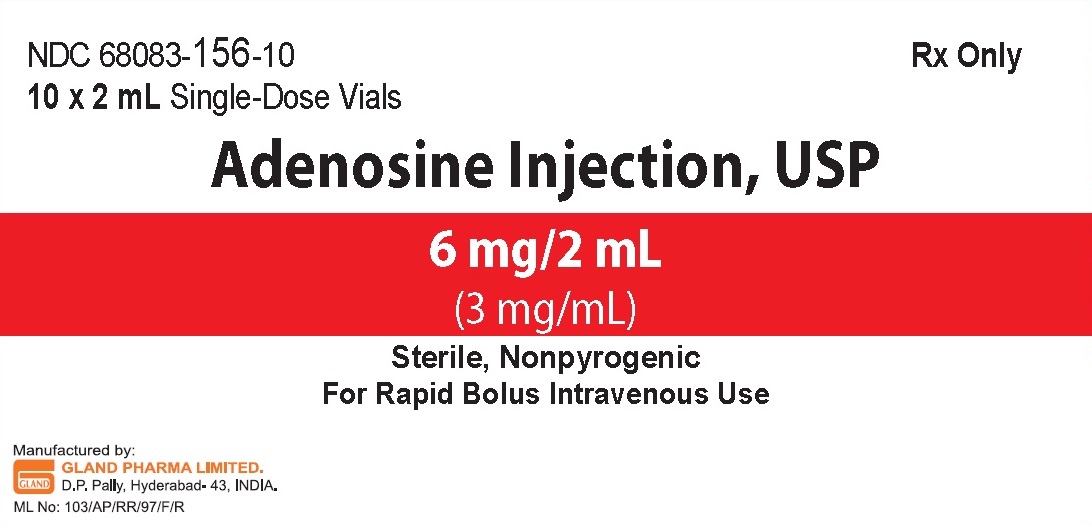 NDC 68083-156-10
Rx Only
10 x 2 mL Single-Dose Vials
Adenosine Injection, USP
6 mg/2 mL
(3 mg/mL)
Sterile, Nonpyrogenic
For Rapid Bolus Intravenous Use
Manufactured by:
GLAND
GLAND PHARMA LIMITED.
D.P. Pally, Hyderabad- 43, INDIA.
ML No: 103/AP/RR/97/F/R